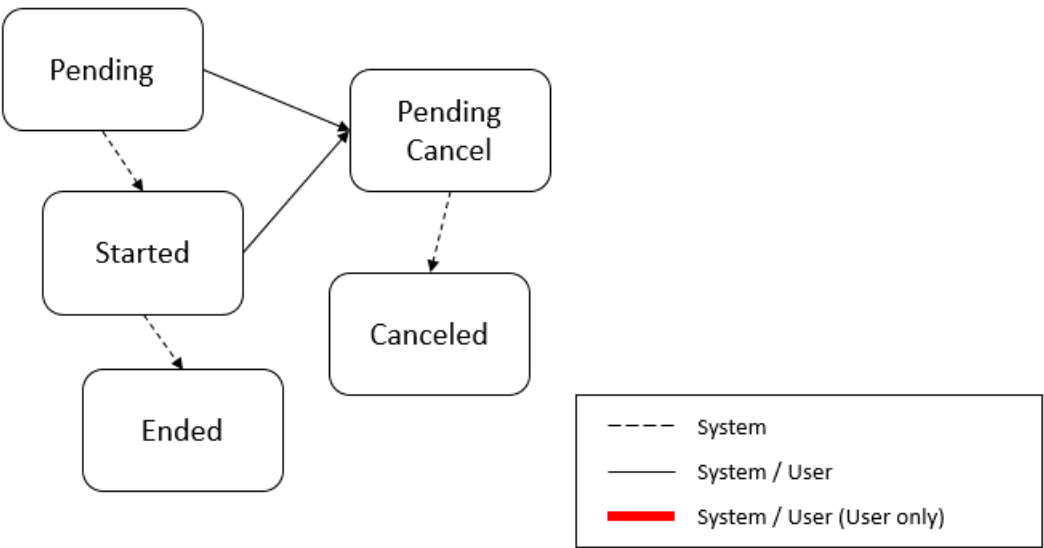 Pending
Pending
Cancel
Started
Canceled
Ended
System
System / User
System / User (User only)